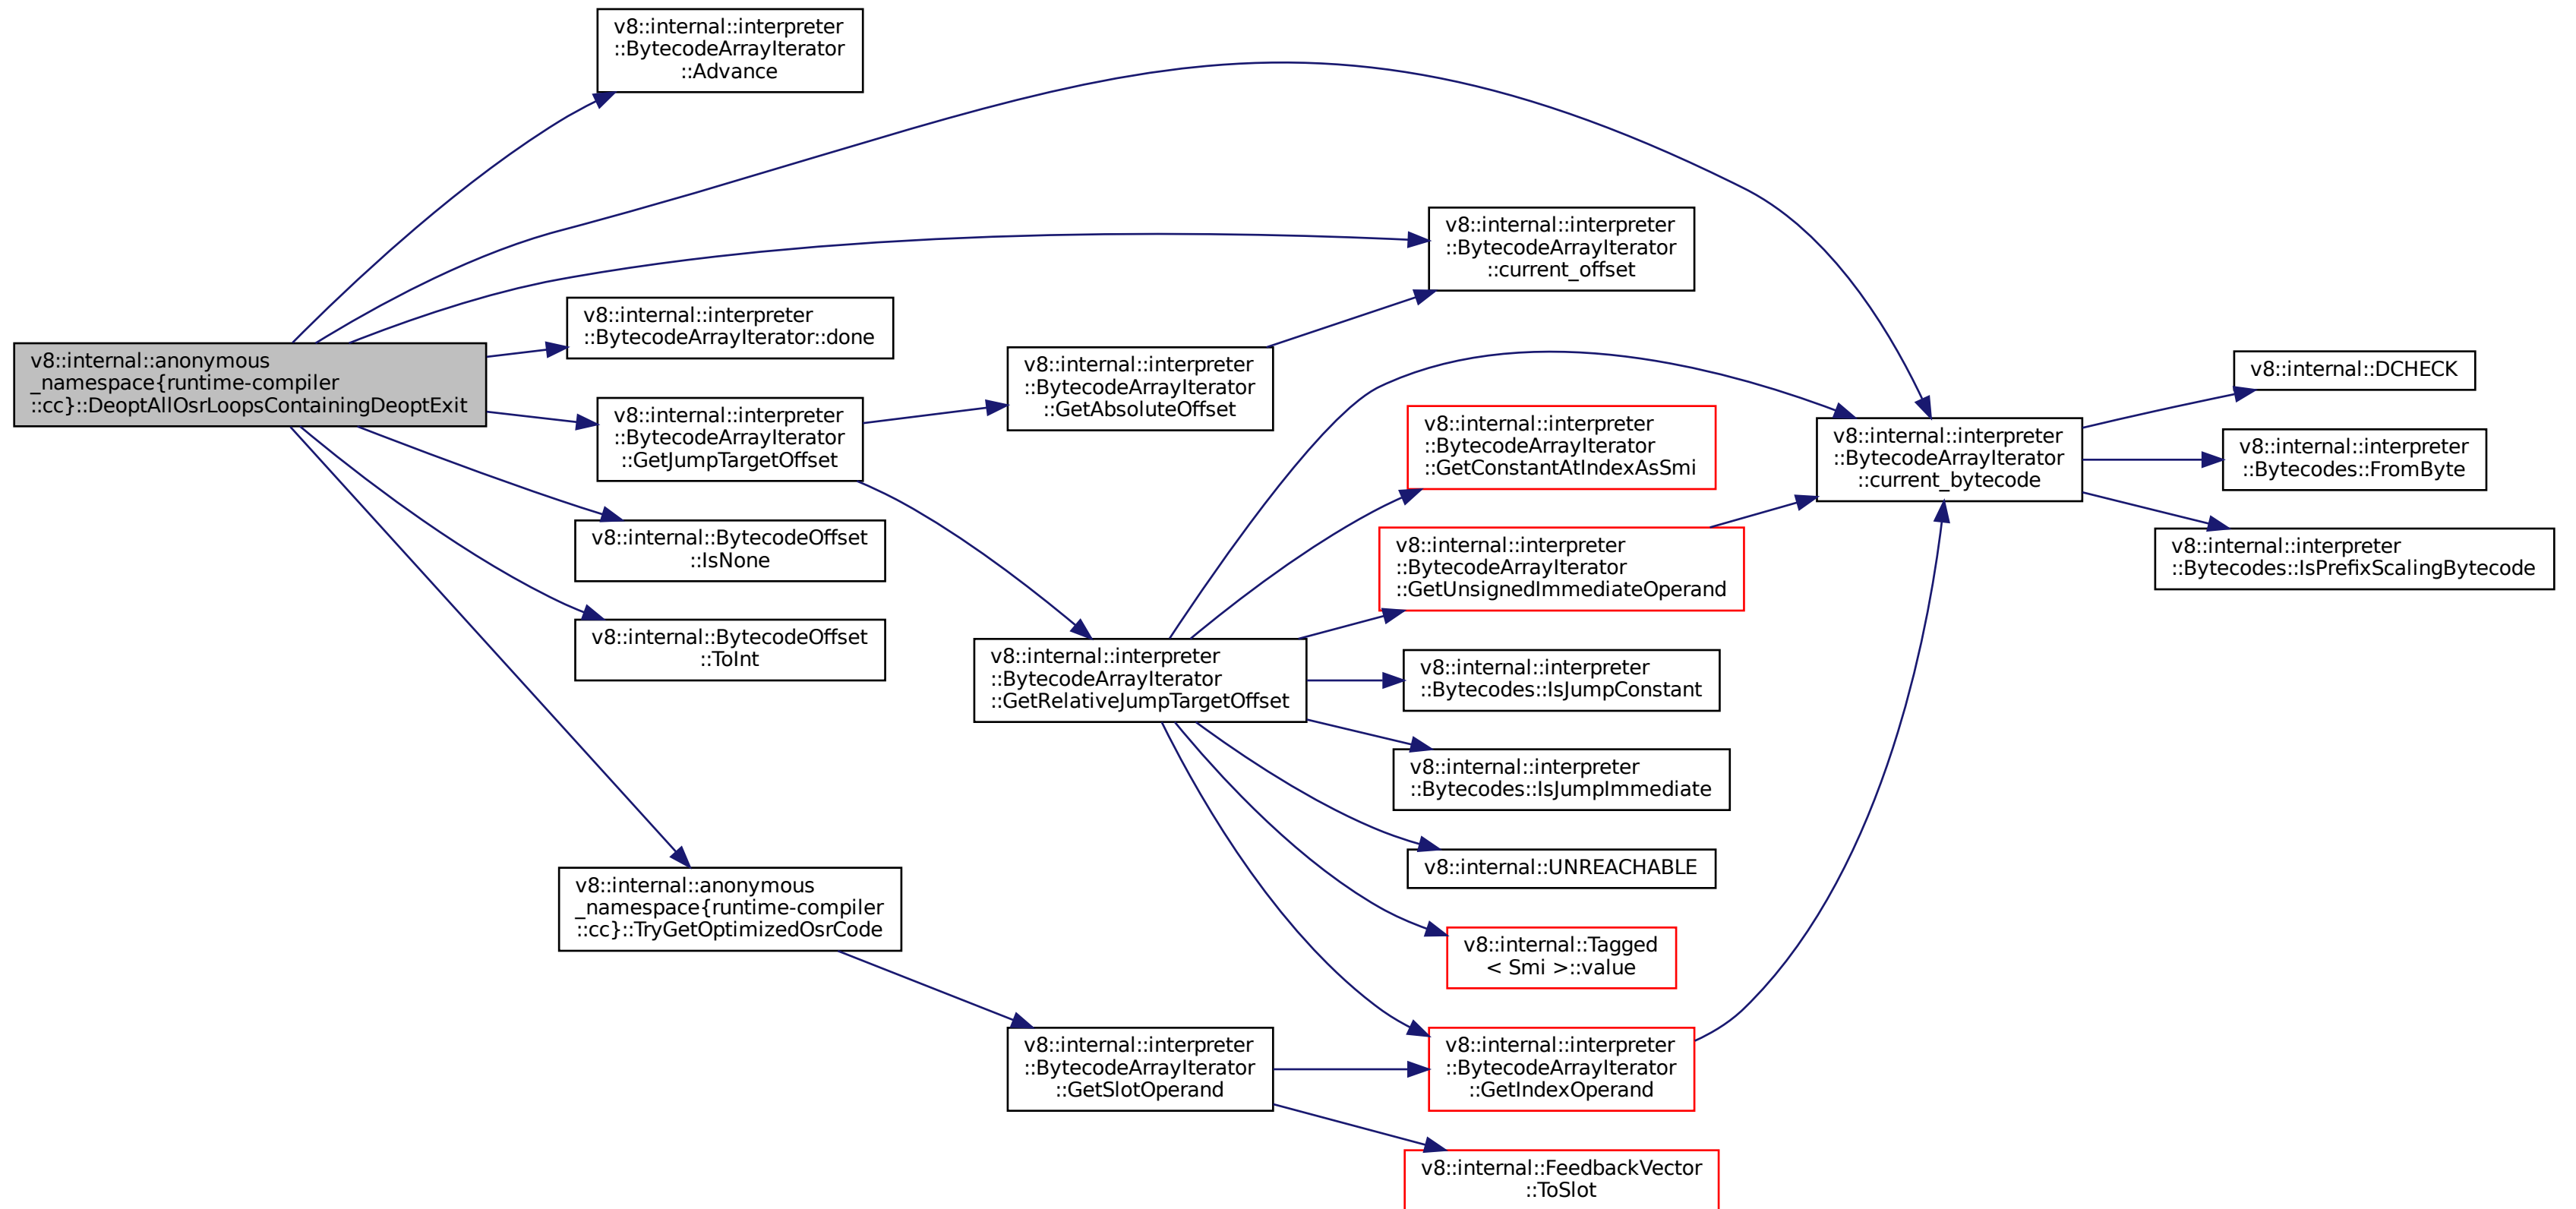 v8::internal::interpreter
::BytecodeArrayIterator
::Advance
v8::internal::interpreter
::BytecodeArrayIterator
::current_offset
v8::internal::interpreter
::BytecodeArrayIterator::done
v8::internal::anonymous
_namespace{runtime-compiler
::cc}::DeoptAllOsrLoopsContainingDeoptExit
v8::internal::interpreter
::BytecodeArrayIterator
::GetJumpTargetOffset
v8::internal::interpreter
::BytecodeArrayIterator
::GetAbsoluteOffset
v8::internal::interpreter
::BytecodeArrayIterator
::GetConstantAtIndexAsSmi
v8::internal::interpreter
::BytecodeArrayIterator
::current_bytecode
v8::internal::DCHECK
v8::internal::interpreter
::Bytecodes::FromByte
v8::internal::interpreter
::Bytecodes::IsPrefixScalingBytecode
v8::internal::BytecodeOffset
::IsNone
v8::internal::interpreter
::BytecodeArrayIterator
::GetUnsignedImmediateOperand
v8::internal::BytecodeOffset
::ToInt
v8::internal::interpreter
::BytecodeArrayIterator
::GetRelativeJumpTargetOffset
v8::internal::interpreter
::Bytecodes::IsJumpConstant
v8::internal::interpreter
::Bytecodes::IsJumpImmediate
v8::internal::UNREACHABLE
v8::internal::anonymous
_namespace{runtime-compiler
::cc}::TryGetOptimizedOsrCode
v8::internal::Tagged
< Smi >::value
v8::internal::interpreter
::BytecodeArrayIterator
::GetSlotOperand
v8::internal::interpreter
::BytecodeArrayIterator
::GetIndexOperand
v8::internal::FeedbackVector
::ToSlot